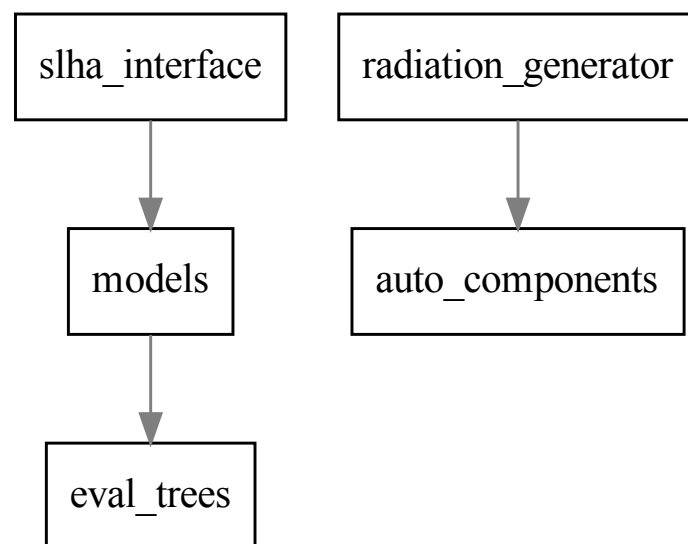 slha_interface
radiation_generator
models
auto_components
eval_trees